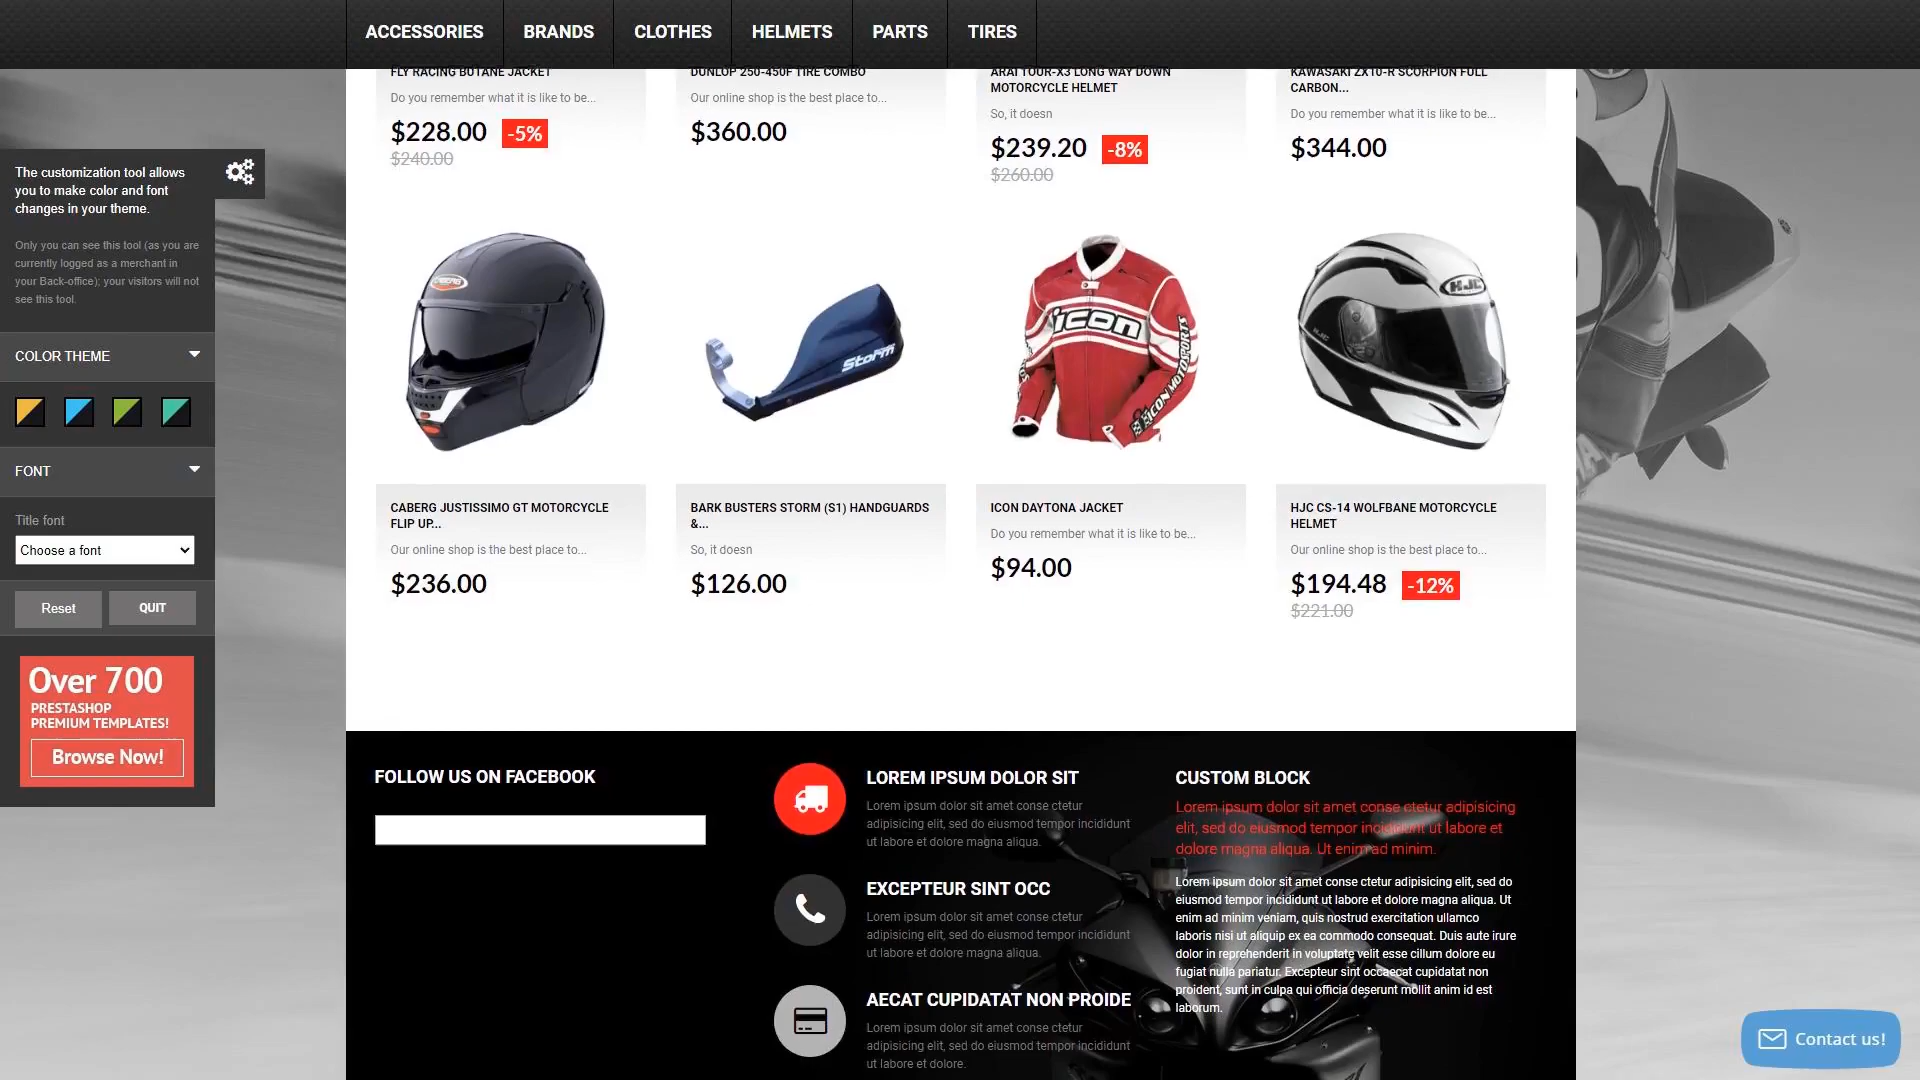 ACCESSORIES
BRANDS
CLOTHES
HELMETS
PARTS
TIRES
FLY RACING BUTANE JACKET
Do you remember what it is like to be...
$228.00 -5%
$240.00
DUNLOP 250-450F TIRE COMBO
Our online shop is the best place to...
$360.00
ARAI TOUR-X3 LONG WAY DOWN
MOTORCYCLE HELMET
So, it doesn
$239.20 -8%
$260.00
KAWASAKI ZX10-R SCORPION FULL
CARBON...
Do you remember what it is like to be...
$344.00
The customization tool allows
you to make color and font
changes in your theme.
Only you can see this tool (as you are
currently logged as a merchant in
your Back-office); your visitors will not
see this tool.
COLOR THEME
FONT
Title font
Choose a font
Reset
QUIT
Over 700
PRESTASHOP
PREMIUM TEMPLATES!
Browse Now!
Storm
icon
ICON MOTOSPORTS
HJC
HJC
CABERG JUSTISSIMO GT MOTORCYCLE
FLIP UP...
Our online shop is the best place to...
$236.00
BARK BUSTERS STORM (S1) HANDGUARDS
&...
So, it doesn
$126.00
ICON DAYTONA JACKET
Do you remember what it is like to be...
$94.00
HJC CS-14 WOLFBANE MOTORCYCLE
HELMET
Our online shop is the best place to...
$194.48 -12%
$221.00
FOLLOW US ON FACEBOOK
LOREM IPSUM DOLOR SIT
Lorem ipsum dolor sit amet conse ctetur
adipisicing elit, sed do eiusmod tempor incididunt
ut labore et dolore magna aliqua.
EXCEPTEUR SINT OCC
Lorem ipsum dolor sit amet conse ctetur
adipisicing elit, sed do eiusmod tempor incididunt
ut labore et dolore magna aliqua.
AECAT CUPIDATAT NON PROIDE
Lorem ipsum dolor sit amet conse ctetur
adipisicing elit, sed do eiusmod tempor incididunt
ut labore et dolore.
CUSTOM BLOCK
Lorem ipsum dolor sit amet conse ctetur adipisicing
elit, sed do eiusmod tempor incididunt ut labore et
dolore magna aliqua. Ut enim ad minim.
Lorem ipsum dolor sit amet conse ctetur adipisicing elit, sed do
eiusmod tempor incididunt ut labore et dolore magna aliqua. Ut
enim ad minim veniam, quis nostrud exercitation ullamco
laboris nisi ut aliquip ex ea commodo consequat. Duis aute irure
dolor in reprehenderit in voluptate velit esse cillum dolore eu
fugiat nulla pariatur. Excepteur sint occaecat cupidatat non
proident, sunt in culpa qui officia deserunt mollit anim id est
laborum.
Contact us!